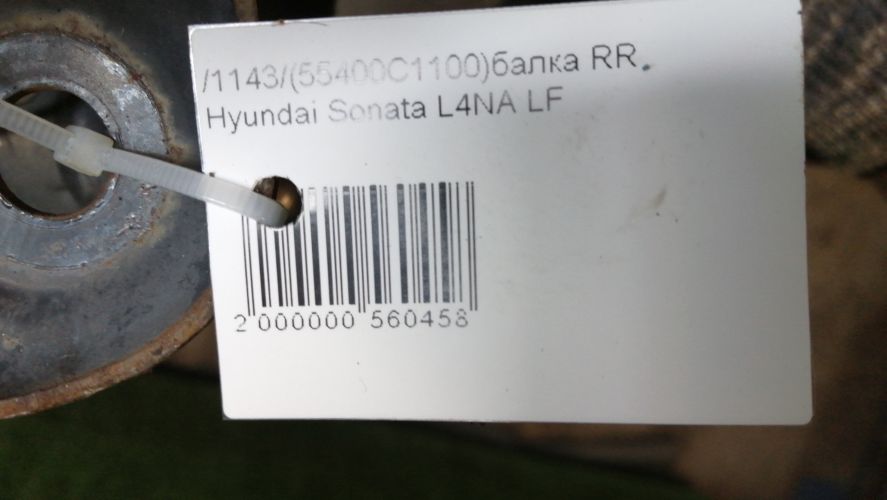 /1143/(55400C1100)балка RR,
Hyundai Sonata L4NA LF
2 000000 560458